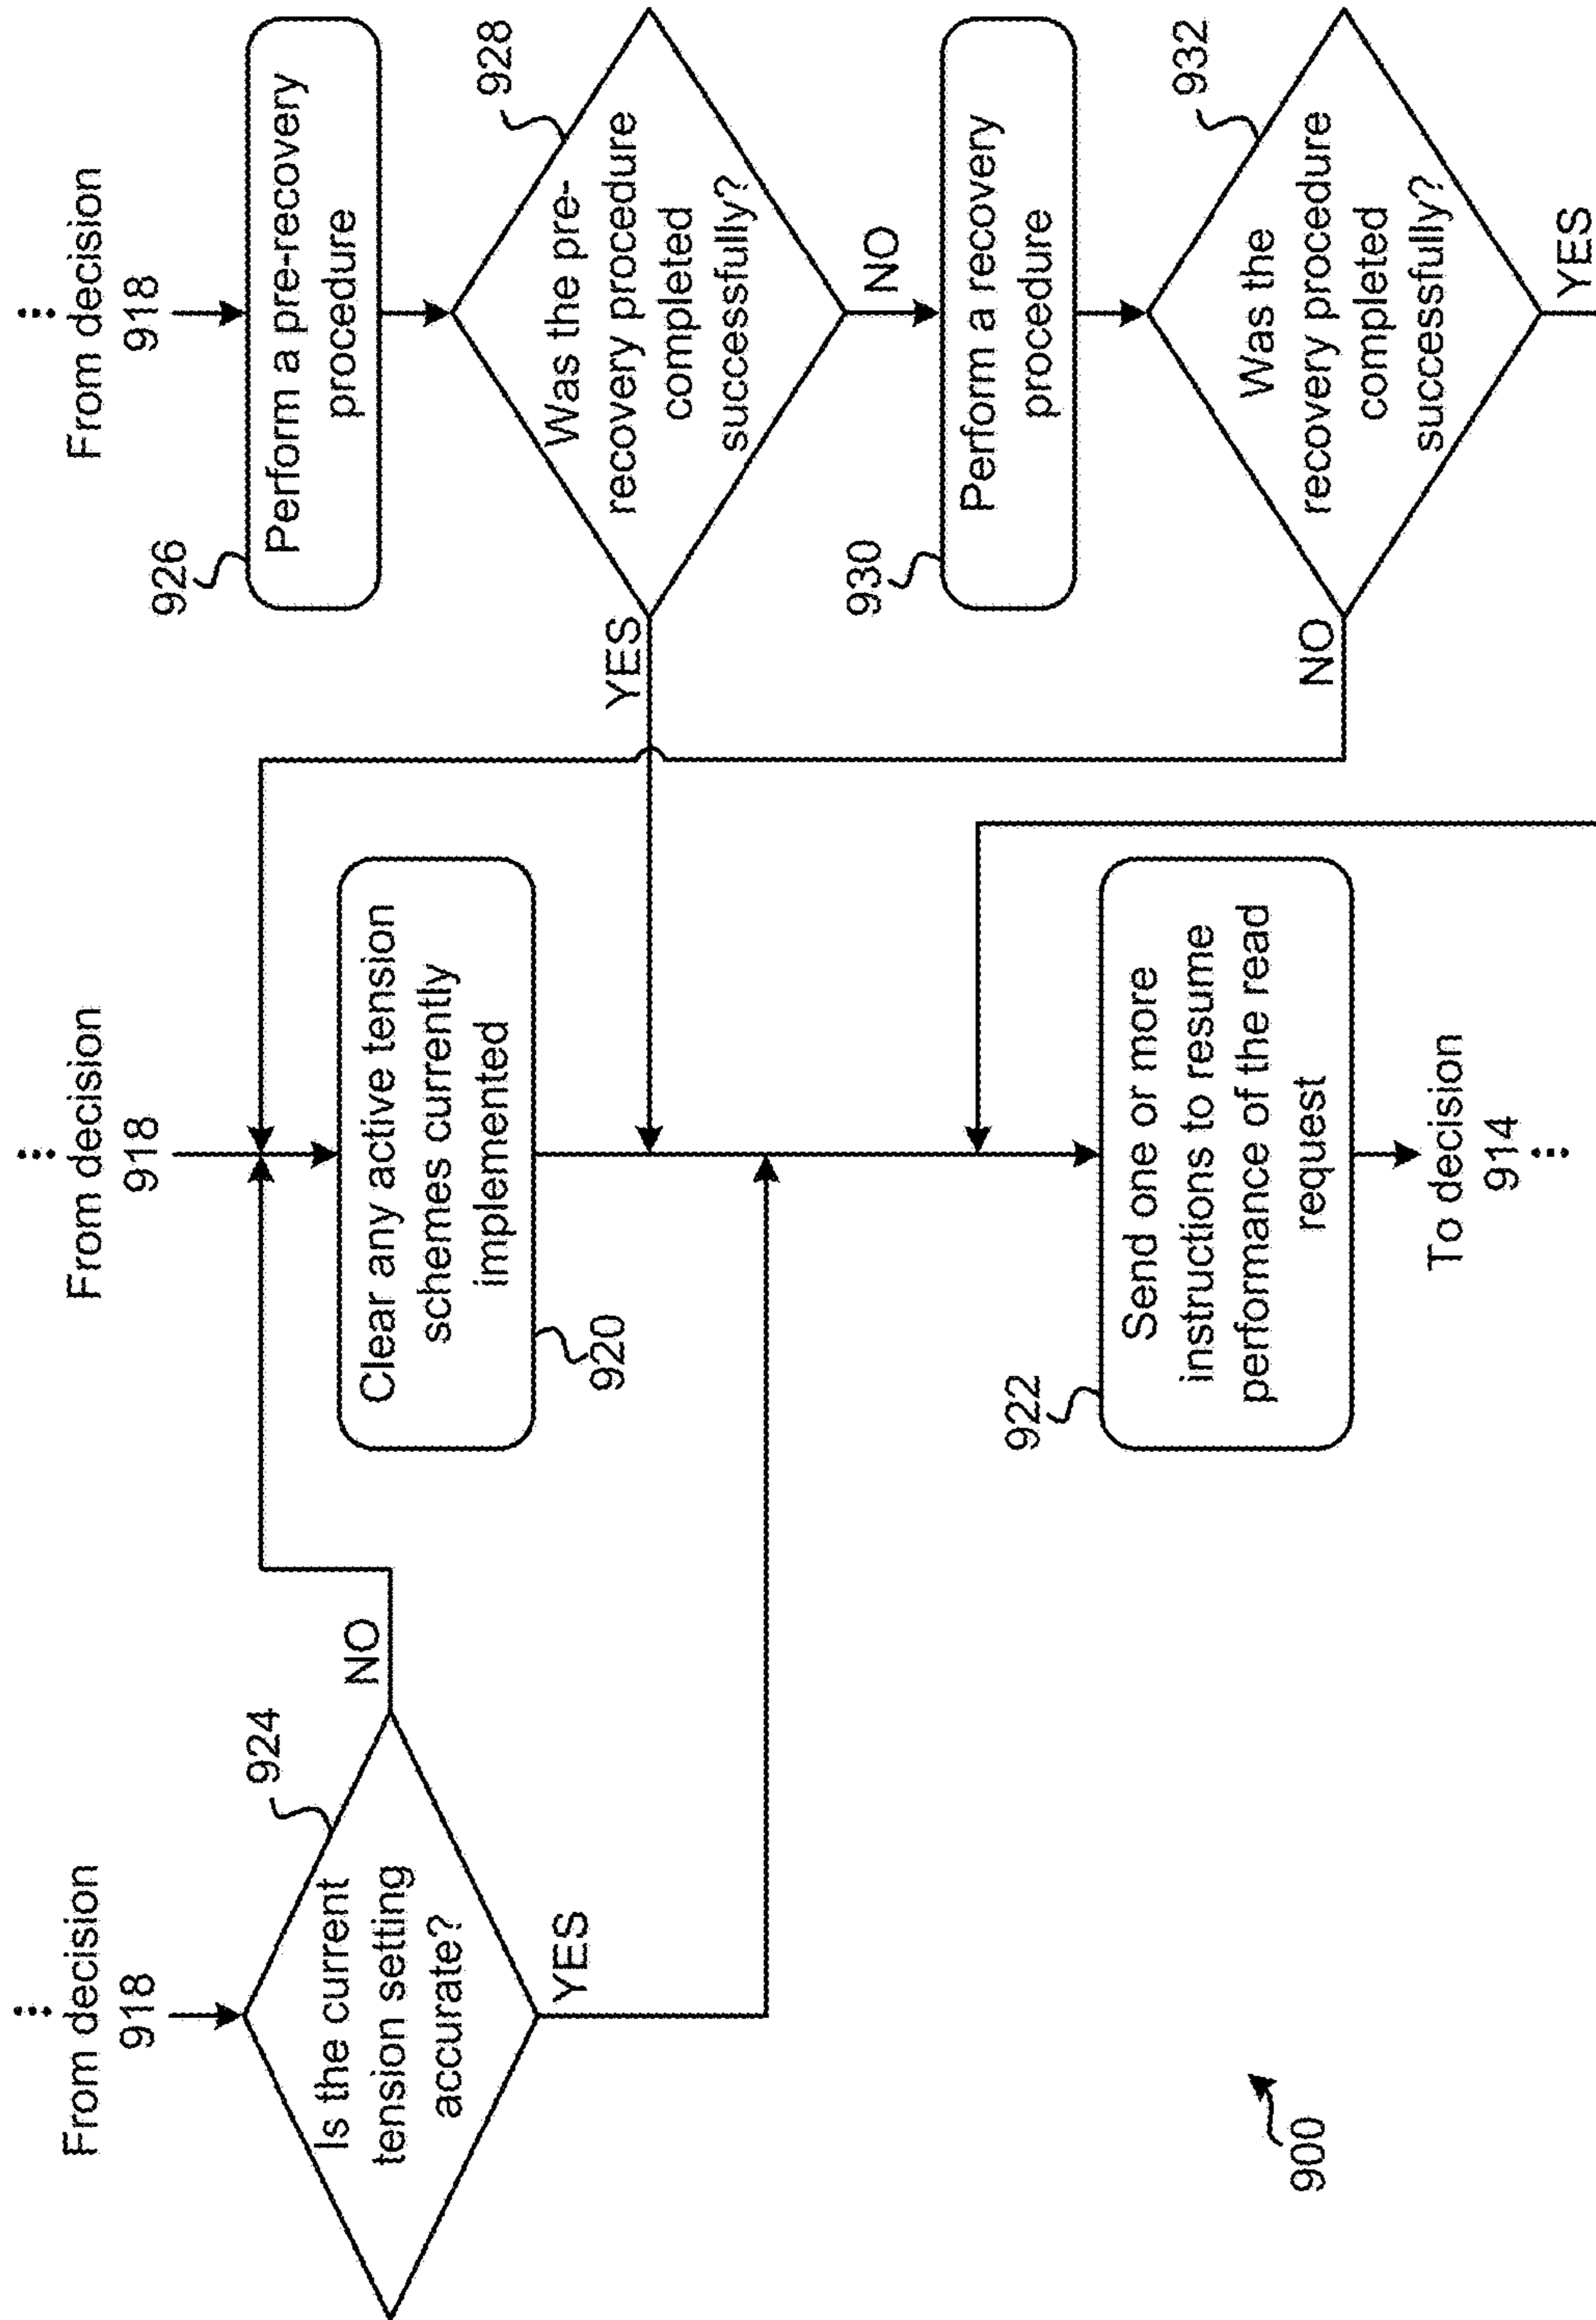 From decision
918
Is the current
tension setting
accurate?
924
NO
YES
From decision
918
Clear any active tension
schemes currently
implemented
920
922
Send one or more
instructions to resume
performance of the read
request
To decision
914
From decision
918
926
Perform a pre-recovery
procedure
928
Was the pre-
recovery procedure
completed
successfully?
YES
NO
930
Perform a recovery
procedure
932
Was the
recovery procedure
completed
successfully?
NO
YES
900